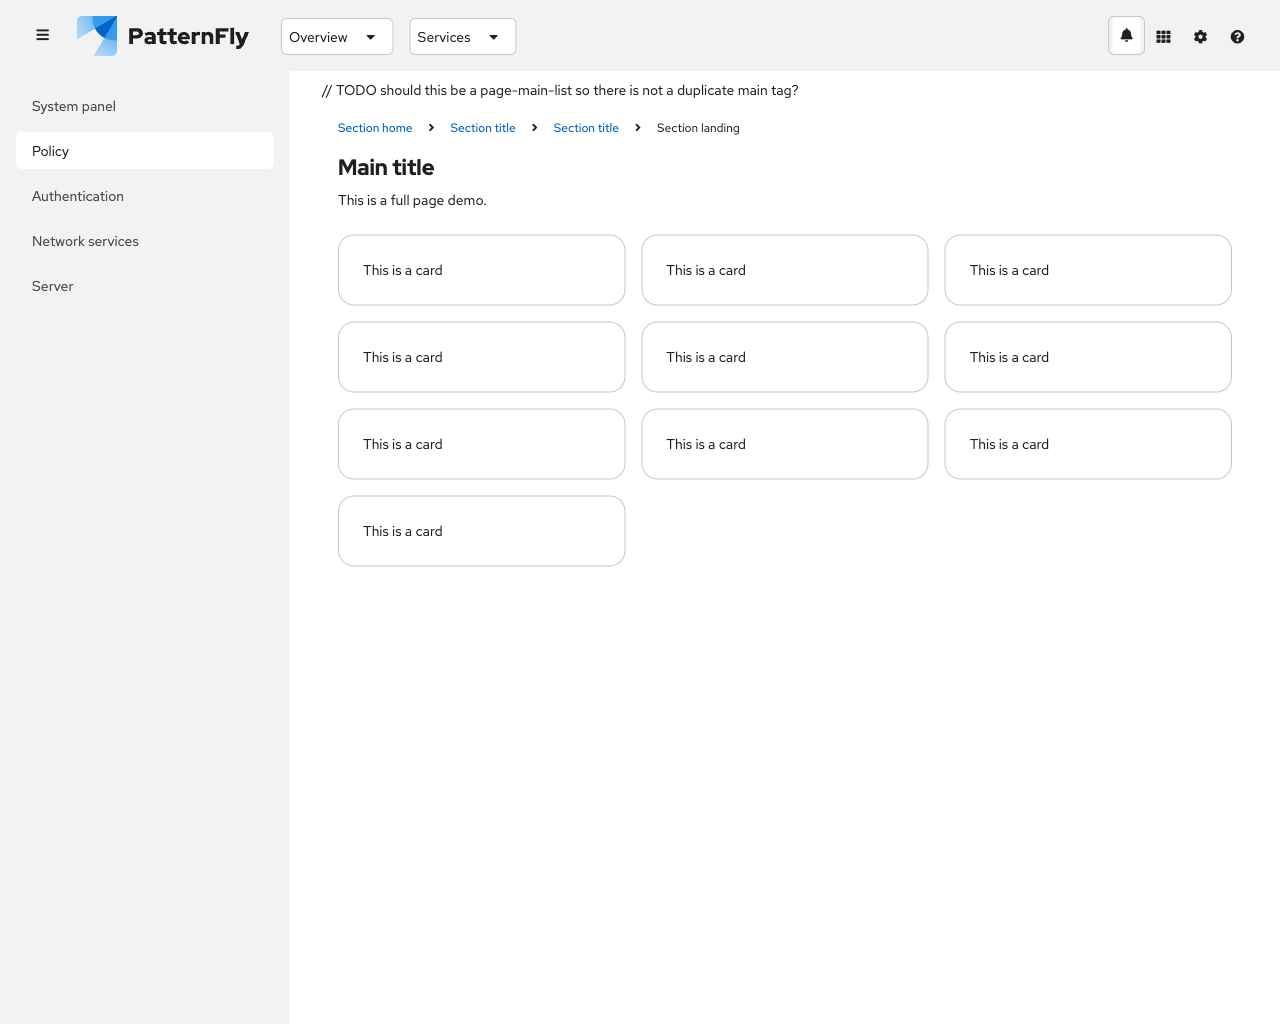 PatternFly
Overview
Services
System panel
Policy
Authentication
Network services
Server
// TODO should this be a page-main-list so there is not a duplicate main tag?
Section home
Section title
Section title
Section landing
Main title
This is a full page demo.
This is a card
This is a card
This is a card
This is a card
This is a card
This is a card
This is a card
This is a card
This is a card
This is a card